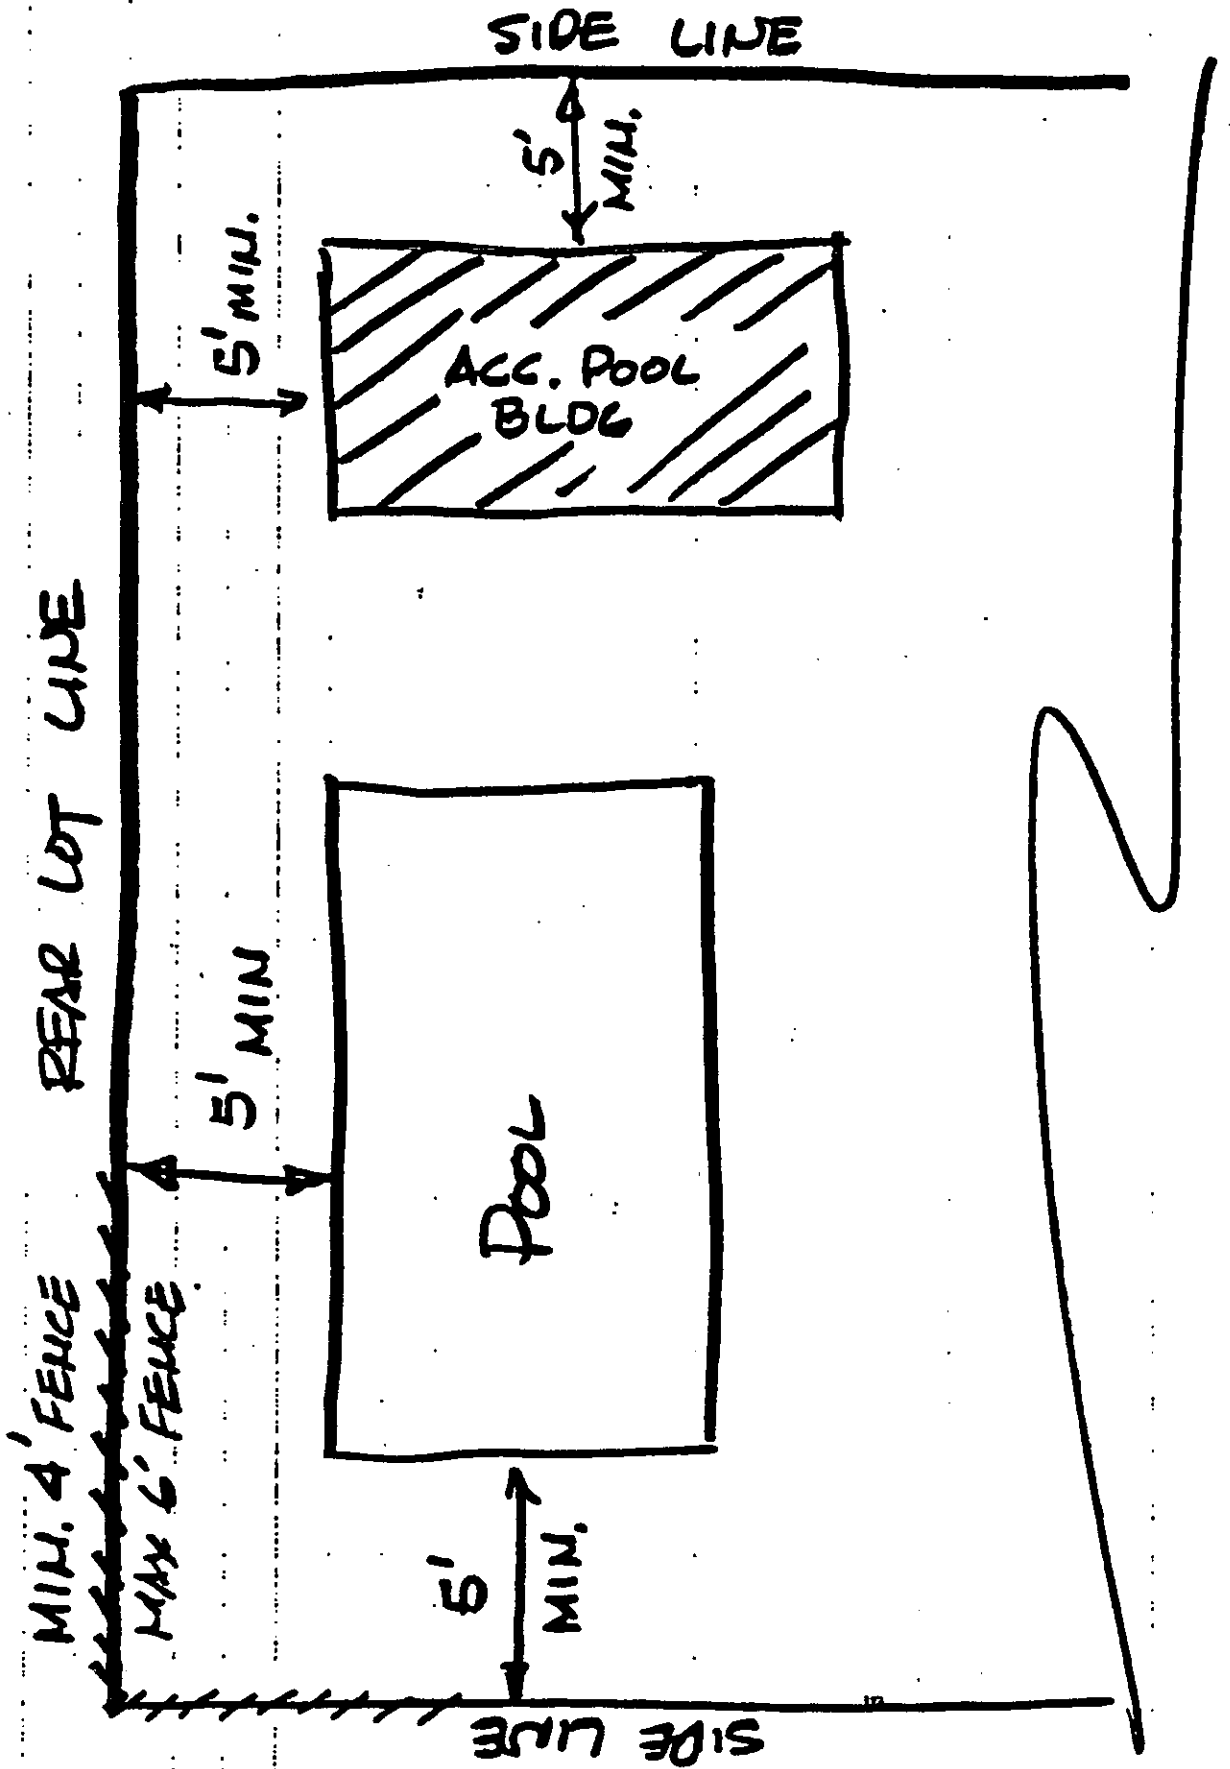 SIDE LINE
5'
MIN.
5' MIN.
ACC. POOL
BLDG
REAR LOT LINE
5' MIN
POOL
MIN. 4' FENCE
MAX 6' FENCE
5'
MIN.
SIDE LINE